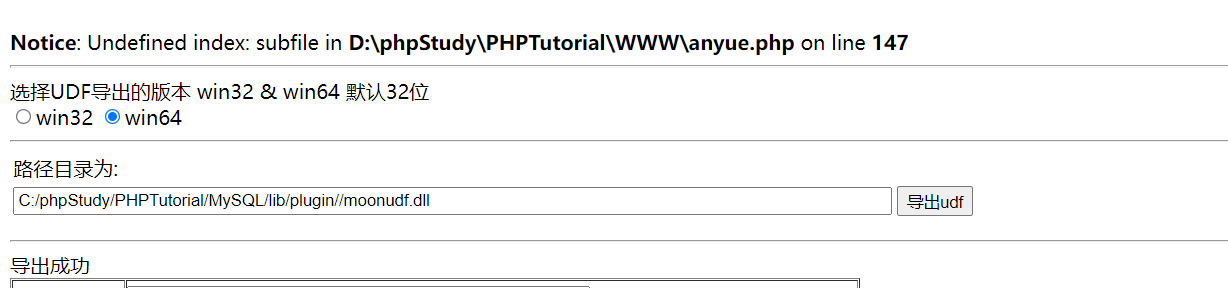 Notice: Undefined index: subfile in D:\phpStudy\PHPTutorial\WWW\anyue.php on line 147
选择UDF导出的版本 win32 & win64 默认32位
win32 win64
路径目录为:
C:/phpStudy/PHPTutorial/MySQL/lib/plugin//moonudf.dll 导出udf
导出成功